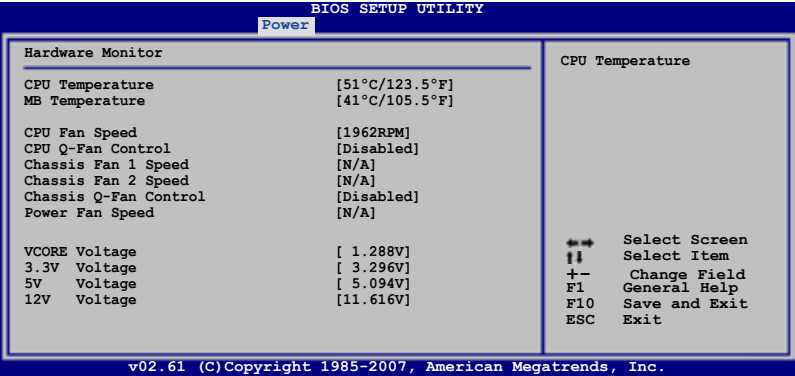 BIOS SETUP UTILITY
Power
Hardware Monitor
CPU Temperature [51°C/123.5°F]
MB Temperature [41°C/105.5°F]
CPU Fan Speed [1962RPM]
CPU Q-Fan Control [Disabled]
Chassis Fan 1 Speed [N/A]
Chassis Fan 2 Speed [N/A]
Chassis Q-Fan Control [Disabled]
Power Fan Speed [N/A]
VCORE Voltage [ 1.288V]
3.3V Voltage [ 3.296V]
5V Voltage [ 5.094V]
12V Voltage [11.616V]
CPU Temperature
←→ Select Screen
↑↓ Select Item
+- Change Field
F1 General Help
F10 Save and Exit
ESC Exit
v02.61 (C)Copyright 1985-2007, American Megatrends, Inc.